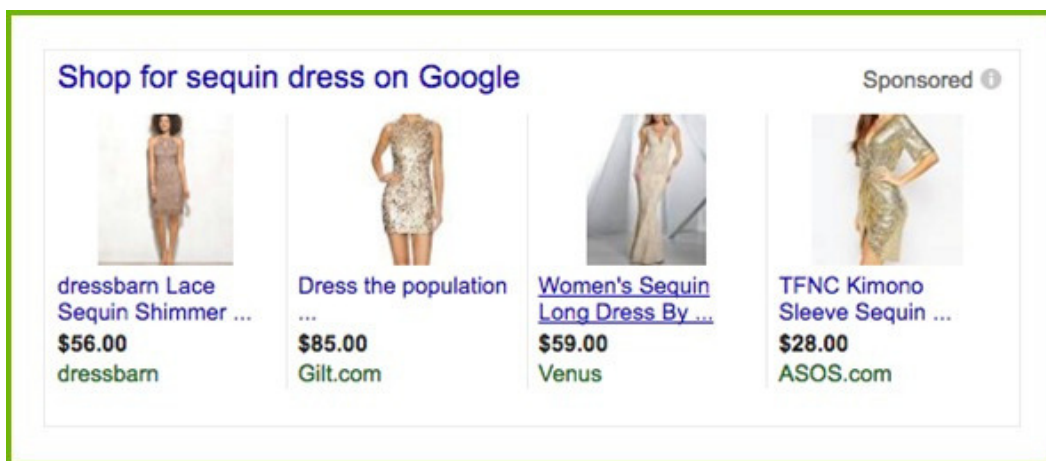 Shop for sequin dress on Google
Sponsored
dressbarn Lace
Sequin Shimmer ...
$56.00
dressbarn
Dress the population
...
$85.00
Gilt.com
Women's Sequin
Long Dress By ...
$59.00
Venus
TFNC Kimono
Sleeve Sequin ...
$28.00
ASOS.com